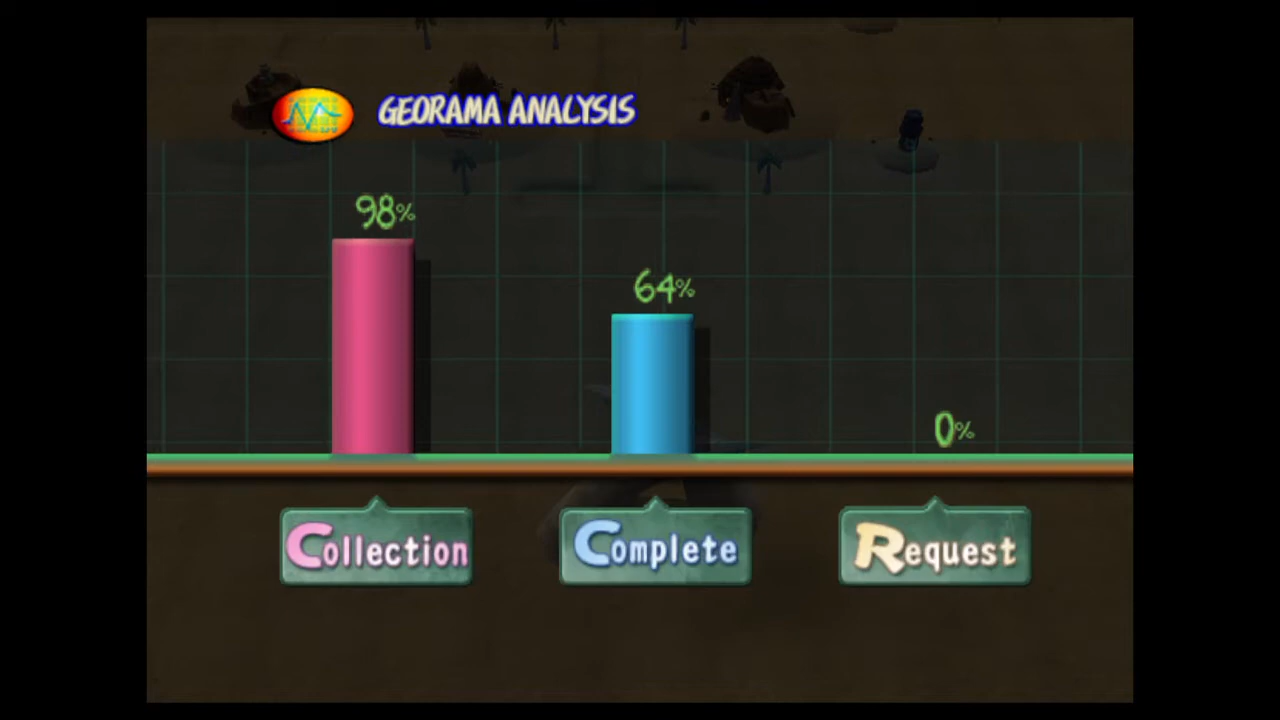 GEORAMA ANALYSIS
98%
64%
0%
Collection
Complete
Request